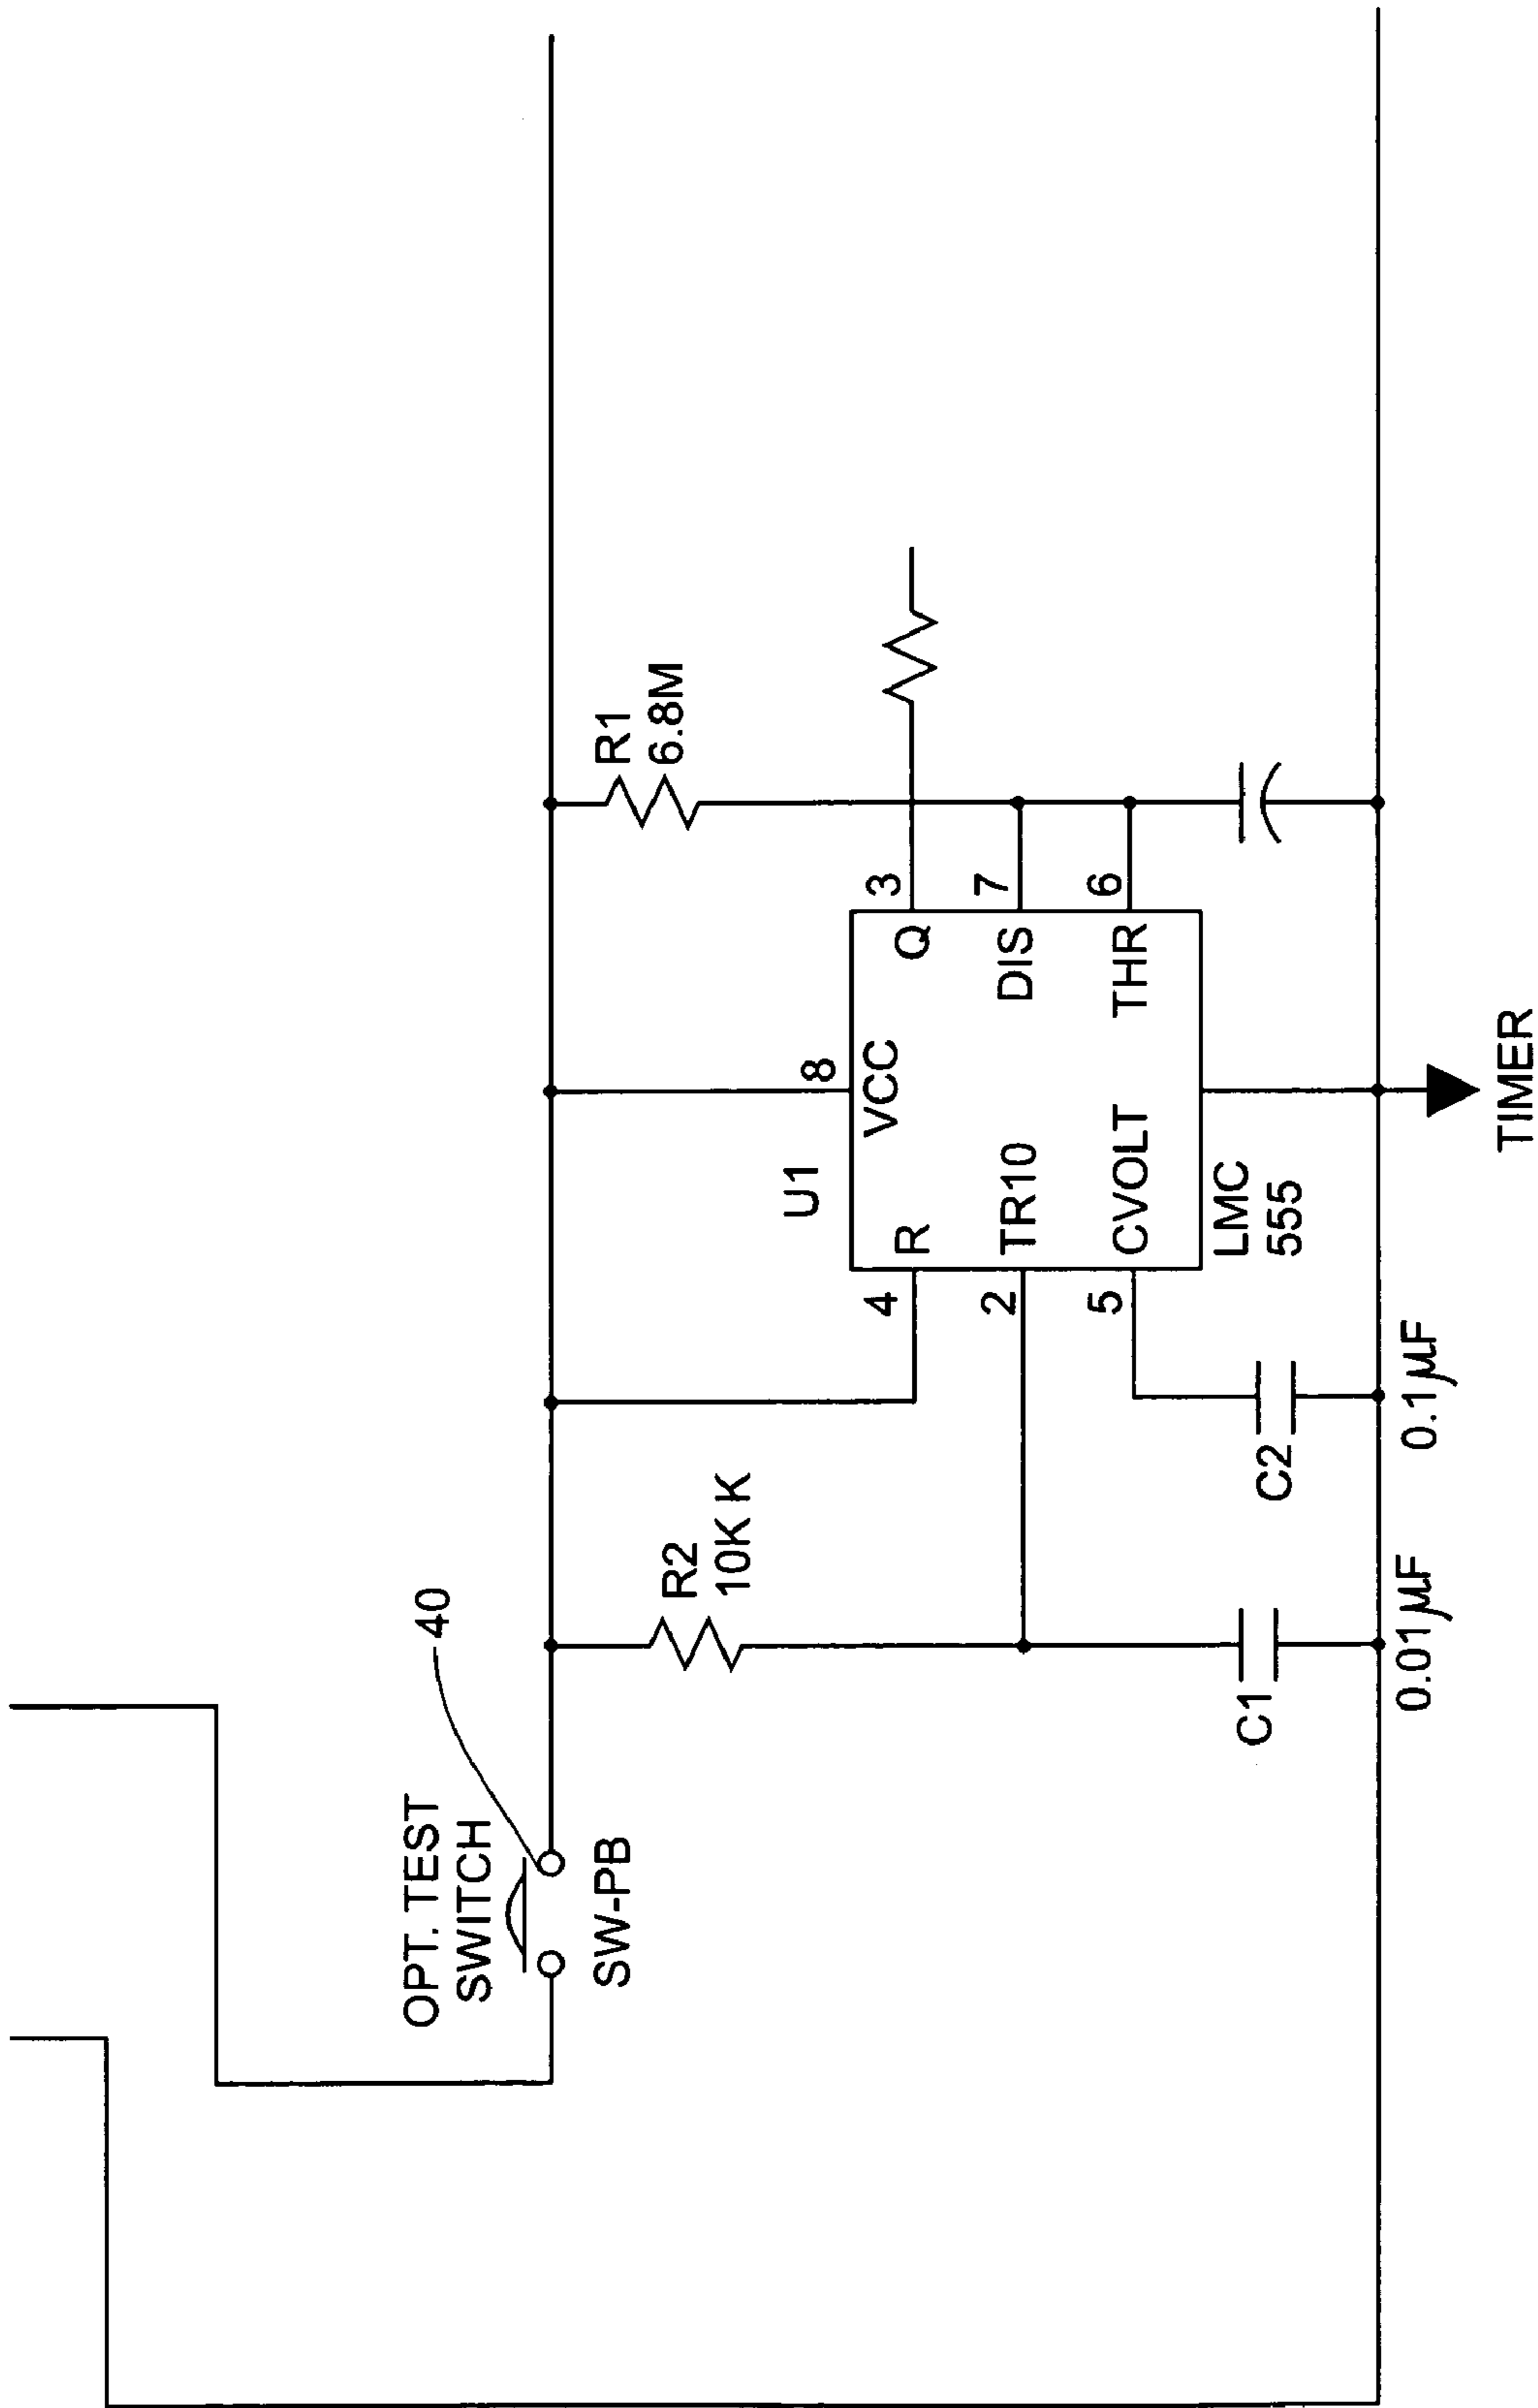 OPT. TEST
SWITCH
40
SW-PB
R2
10K K
C1
0.01µF
C2
0.1µF
U1
8
VCC
4
R
3
Q
2
TR10
7
DIS
5
CVOLT
6
THR
LMC
555
R1
6.8M
TIMER